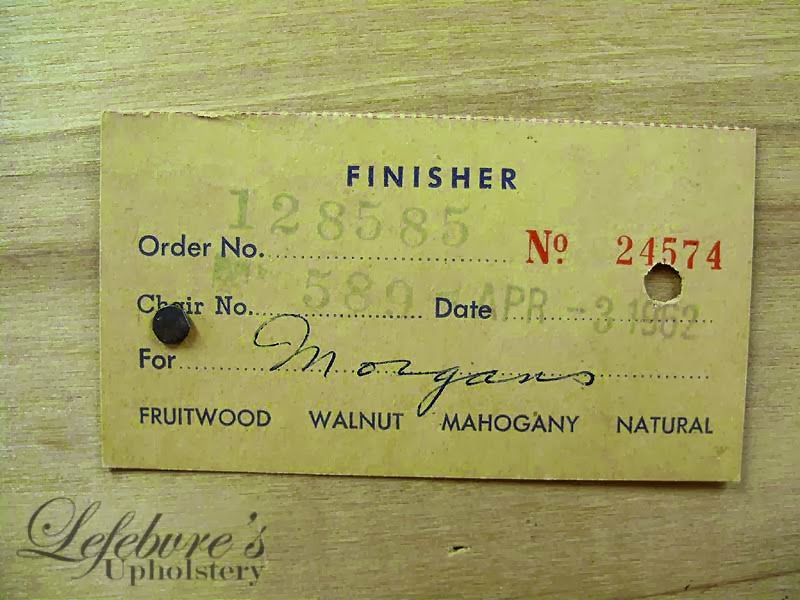 FINISHER
128585
Order No. Nº 24574
589
Chair No. Date APR -3 1962
For Morgans
FRUITWOOD WALNUT MAHOGANY NATURAL
Lefebvre's
Upholstery